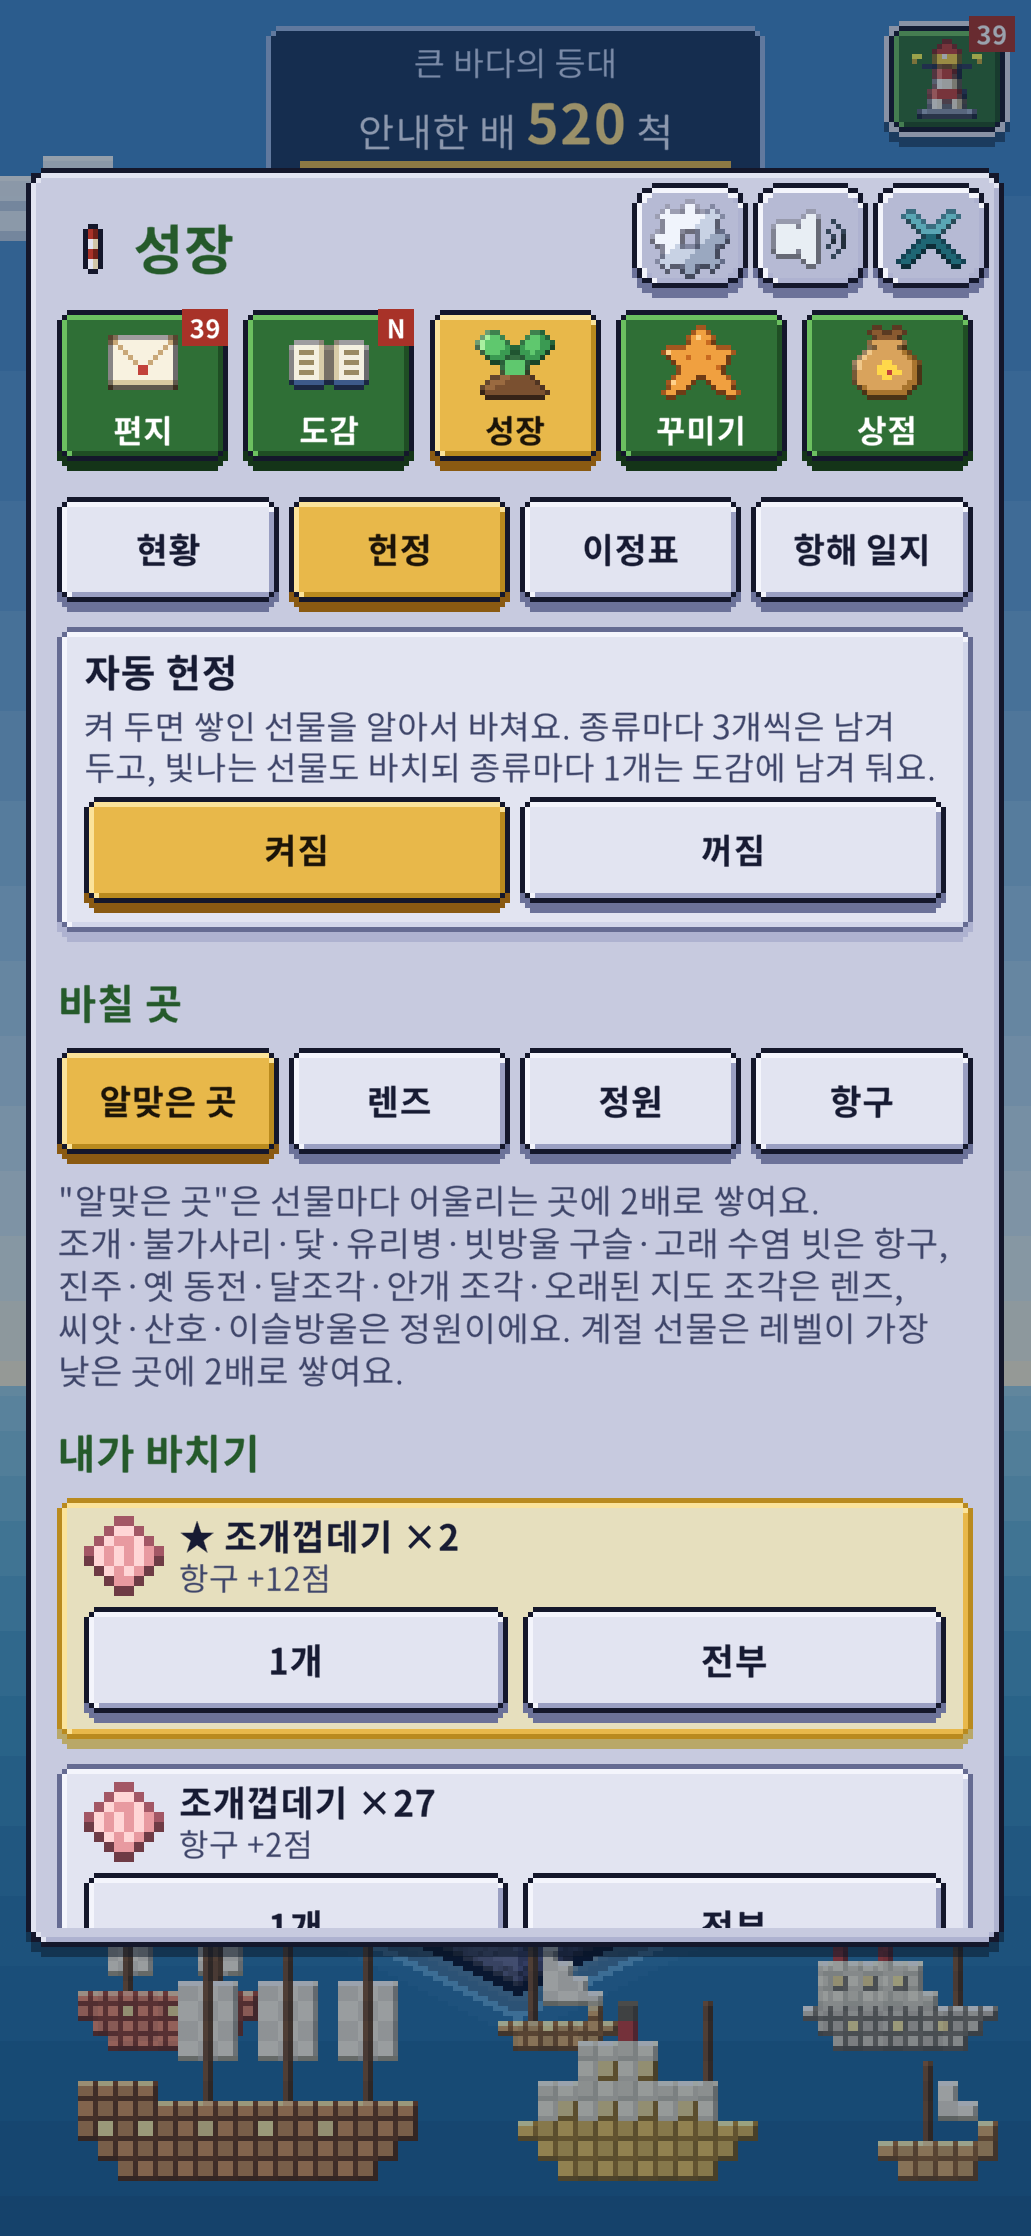 큰 바다의 등대
안내한 배 520 척
39
성장
39
N
편지
도감
성장
꾸미기
상점
현황
헌정
이정표
항해 일지
자동 헌정
켜 두면 쌓인 선물을 알아서 바쳐요. 종류마다 3개씩은 남겨
두고, 빛나는 선물도 바치되 종류마다 1개는 도감에 남겨 둬요.
켜짐
꺼짐
바칠 곳
알맞은 곳
렌즈
정원
항구
"알맞은 곳"은 선물마다 어울리는 곳에 2배로 쌓여요.
조개·불가사리·닻·유리병·빗방울 구슬·고래 수염 빗은 항구,
진주·옛 동전·달조각·안개 조각·오래된 지도 조각은 렌즈,
씨앗·산호·이슬방울은 정원이에요. 계절 선물은 레벨이 가장
낮은 곳에 2배로 쌓여요.
내가 바치기
★ 조개껍데기 ×2
항구 +12점
1개
전부
조개껍데기 ×27
항구 +2점
1개
전부